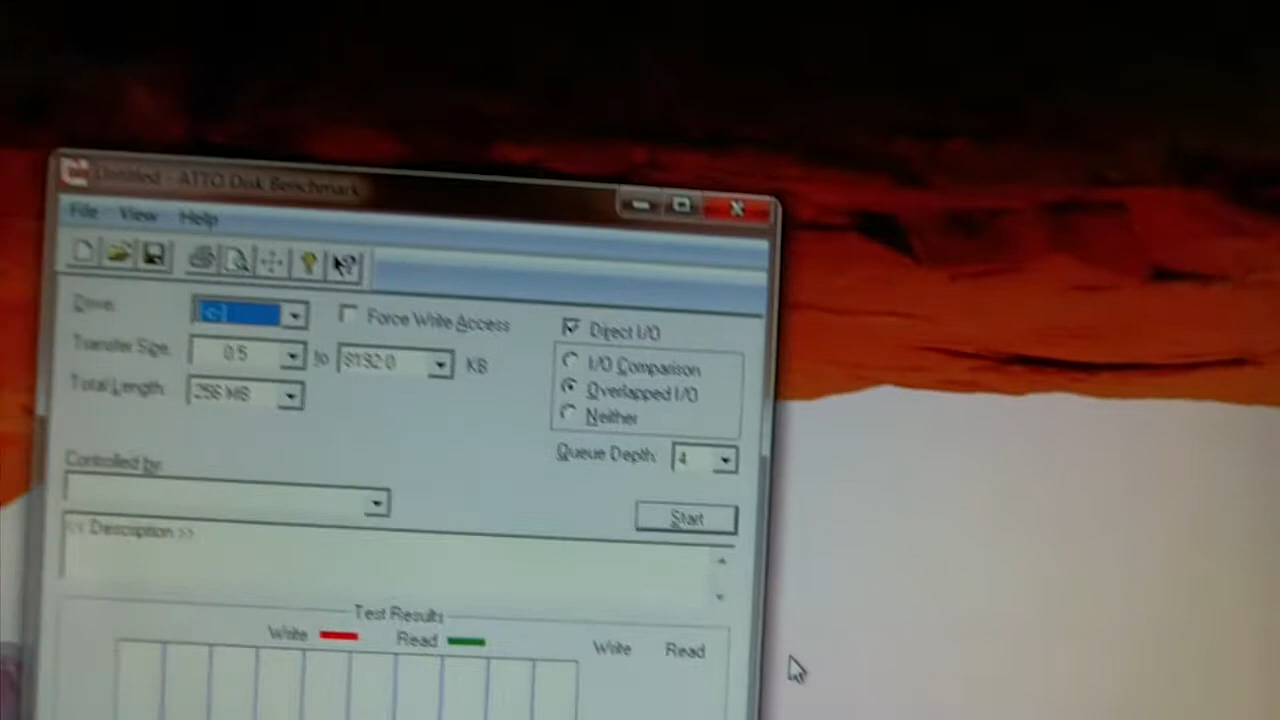 Untitled - ATTO Disk Benchmark
File View Help
Drive: [-c-] Force Write Access Direct I/O
Transfer Size: 0.5 to 8192.0 KB I/O Comparison
Total Length: 256 MB Overlapped I/O
Neither
Queue Depth: 4
Controlled by:
Start
<< Description >>
Test Results
Write Read Write Read